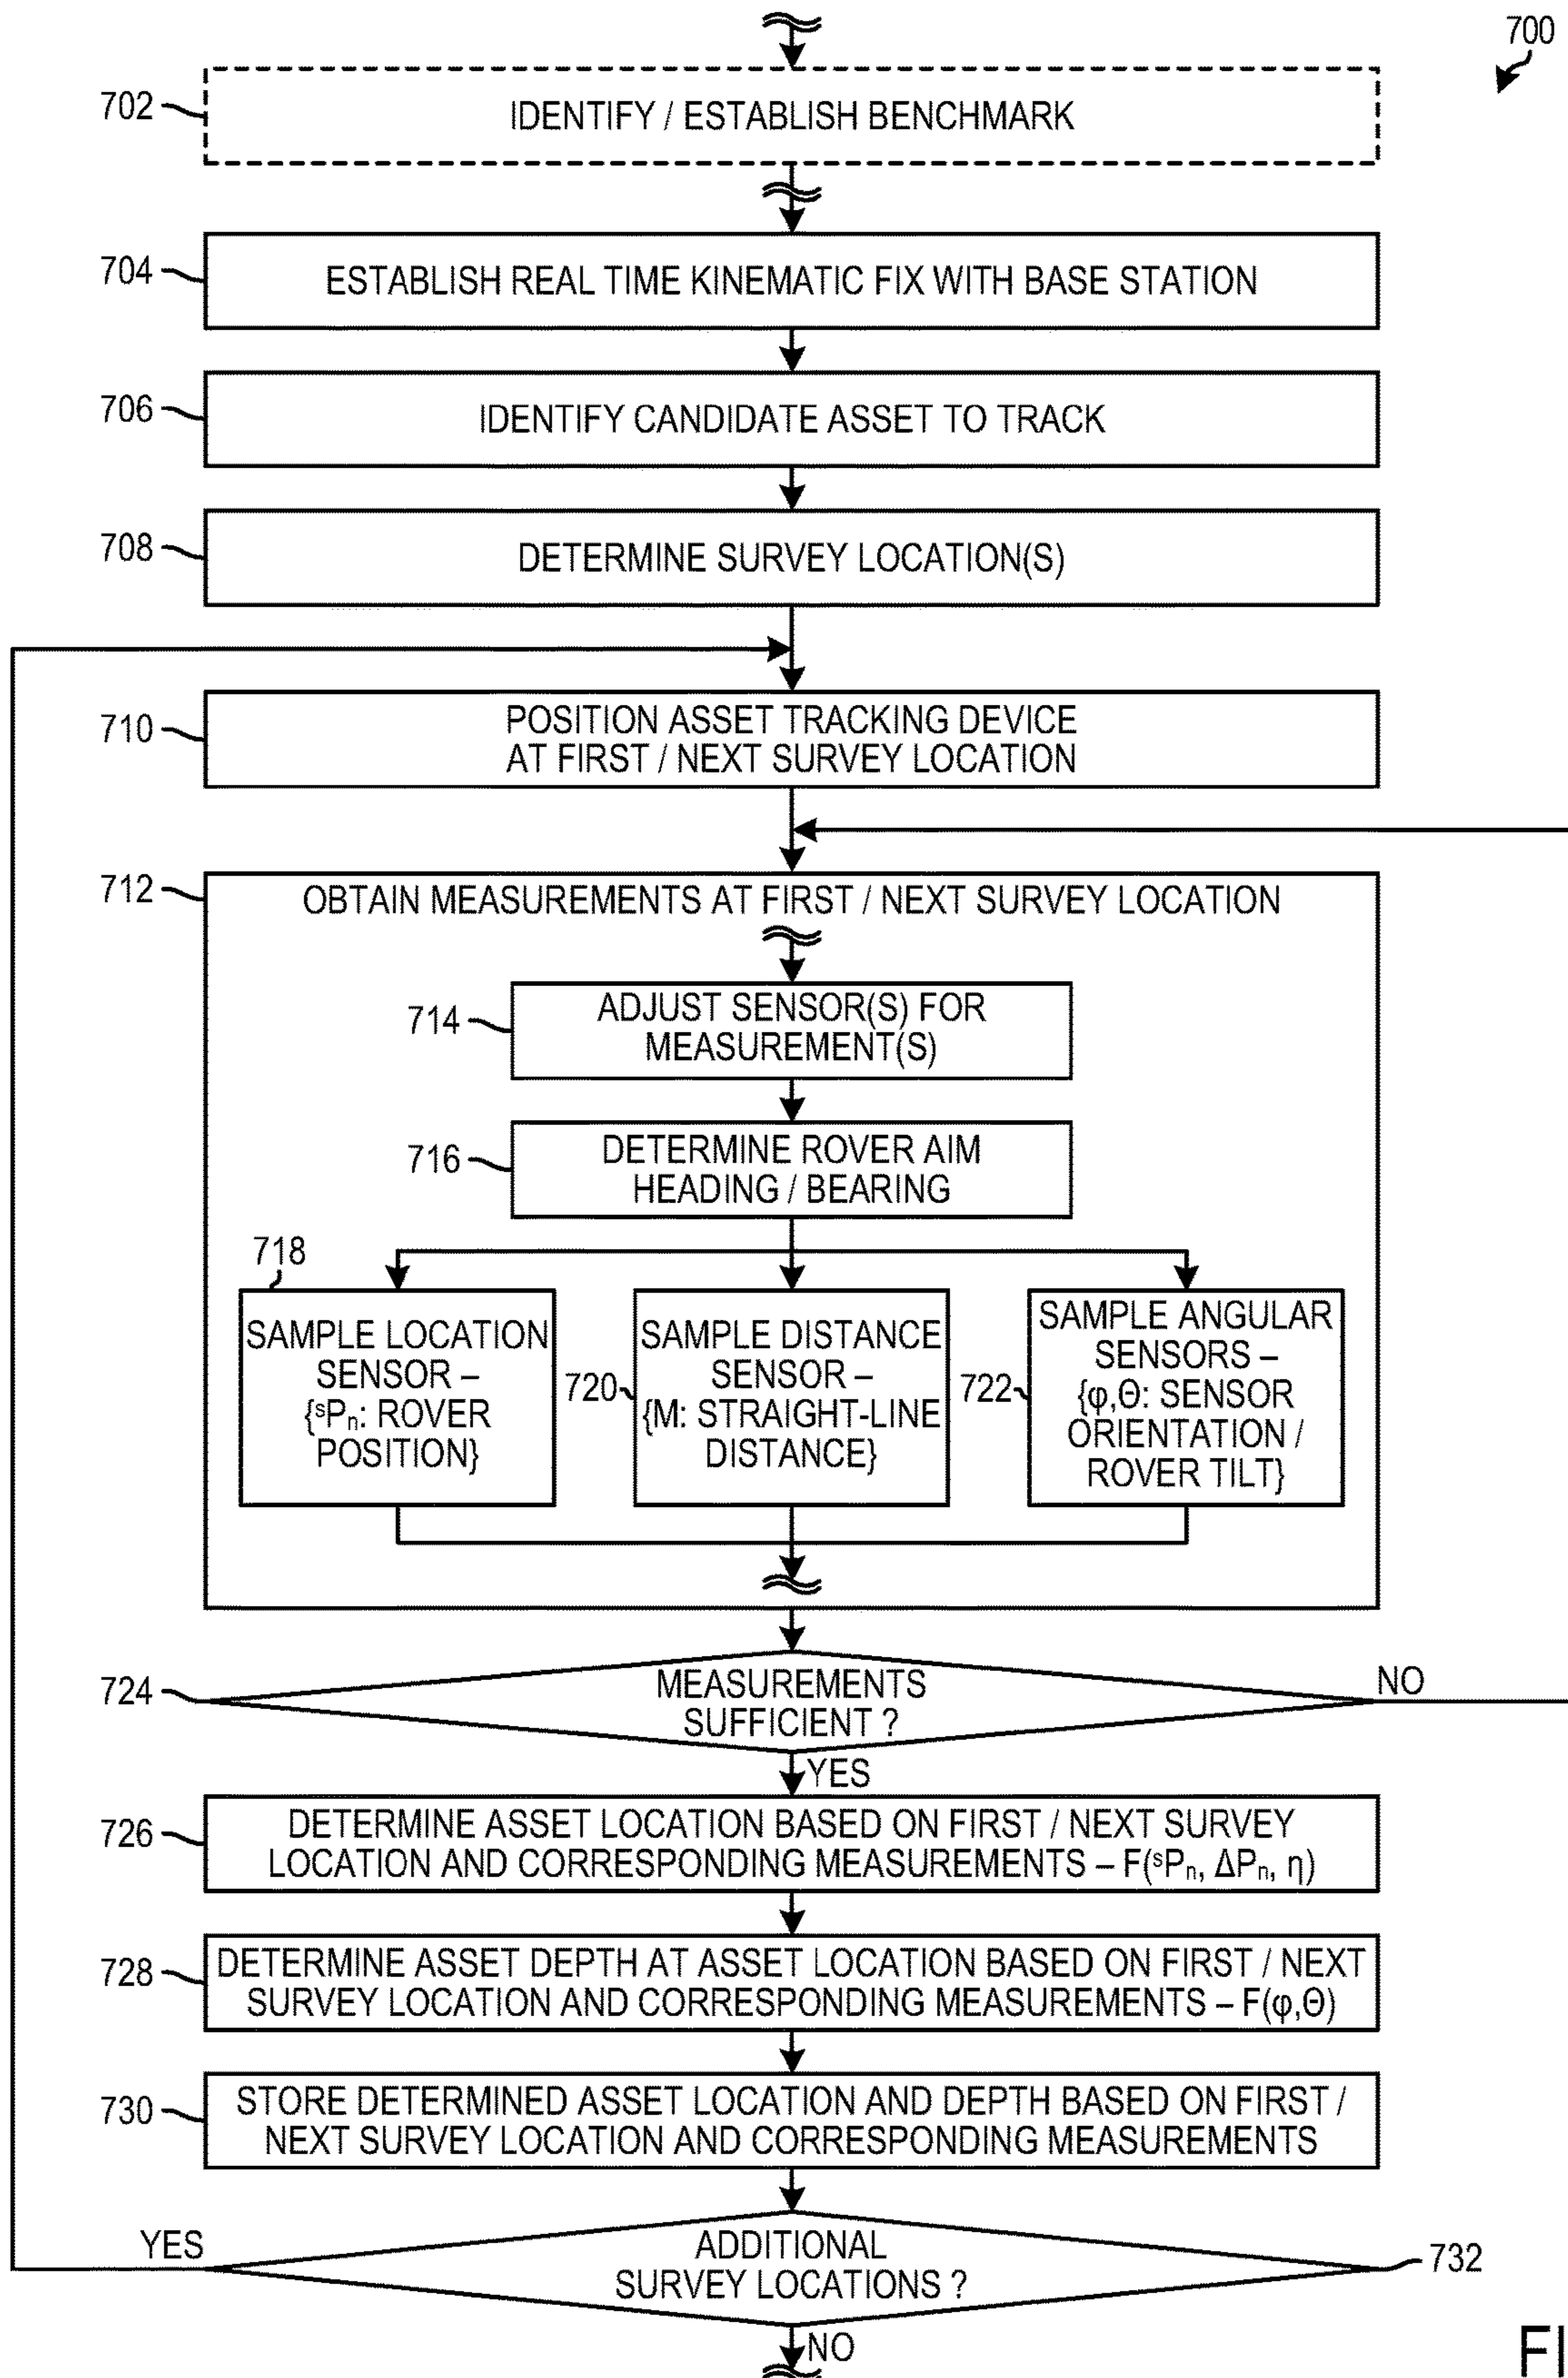 700
702
IDENTIFY / ESTABLISH BENCHMARK
704
ESTABLISH REAL TIME KINEMATIC FIX WITH BASE STATION
706
IDENTIFY CANDIDATE ASSET TO TRACK
708
DETERMINE SURVEY LOCATION(S)
710
POSITION ASSET TRACKING DEVICE
AT FIRST / NEXT SURVEY LOCATION
712
OBTAIN MEASUREMENTS AT FIRST / NEXT SURVEY LOCATION
714
ADJUST SENSOR(S) FOR
MEASUREMENT(S)
716
DETERMINE ROVER AIM
HEADING / BEARING
718
SAMPLE LOCATION
SENSOR –
{ˢPₙ: ROVER
POSITION}
720
SAMPLE DISTANCE
SENSOR –
{M: STRAIGHT-LINE
DISTANCE}
722
SAMPLE ANGULAR
SENSORS –
{φ,Θ: SENSOR
ORIENTATION /
ROVER TILT}
724
MEASUREMENTS
SUFFICIENT ?
NO
YES
726
DETERMINE ASSET LOCATION BASED ON FIRST / NEXT SURVEY
LOCATION AND CORRESPONDING MEASUREMENTS – F(ˢPₙ, ΔPₙ, η)
728
DETERMINE ASSET DEPTH AT ASSET LOCATION BASED ON FIRST / NEXT
SURVEY LOCATION AND CORRESPONDING MEASUREMENTS – F(φ,Θ)
730
STORE DETERMINED ASSET LOCATION AND DEPTH BASED ON FIRST /
NEXT SURVEY LOCATION AND CORRESPONDING MEASUREMENTS
YES
ADDITIONAL
SURVEY LOCATIONS ?
732
NO